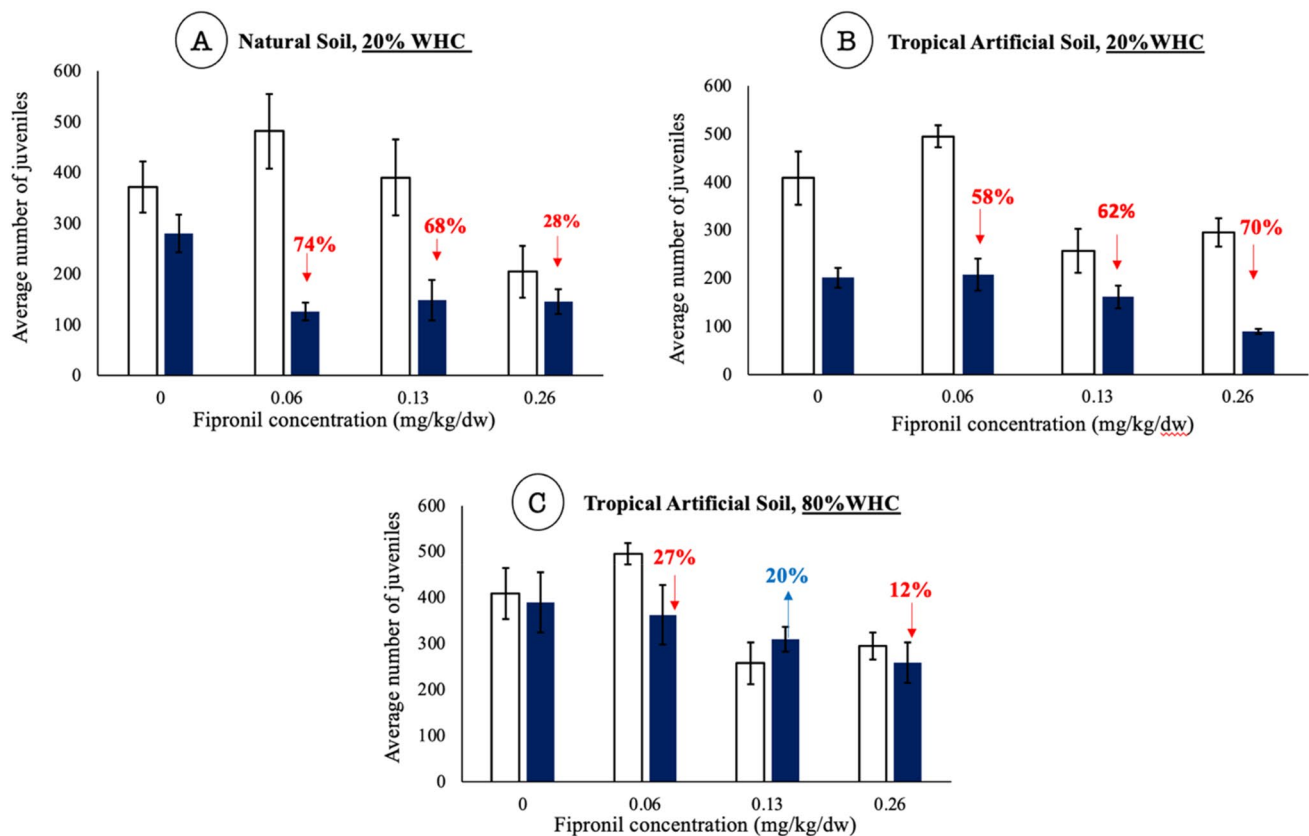 A Natural Soil, 20% WHC
Average number of juveniles
600
500
400
300
200
100
0
74%
68%
28%
0 0.06 0.13 0.26
Fipronil concentration (mg/kg/dw)
B Tropical Artificial Soil, 20%WHC
Average number of juveniles
600
500
400
300
200
100
0
58%
62%
70%
0 0.06 0.13 0.26
Fipronil concentration (mg/kg/dw)
C Tropical Artificial Soil, 80%WHC
Average number of juveniles
600
500
400
300
200
100
0
27%
20%
12%
0 0.06 0.13 0.26
Fipronil concentration (mg/kg/dw)